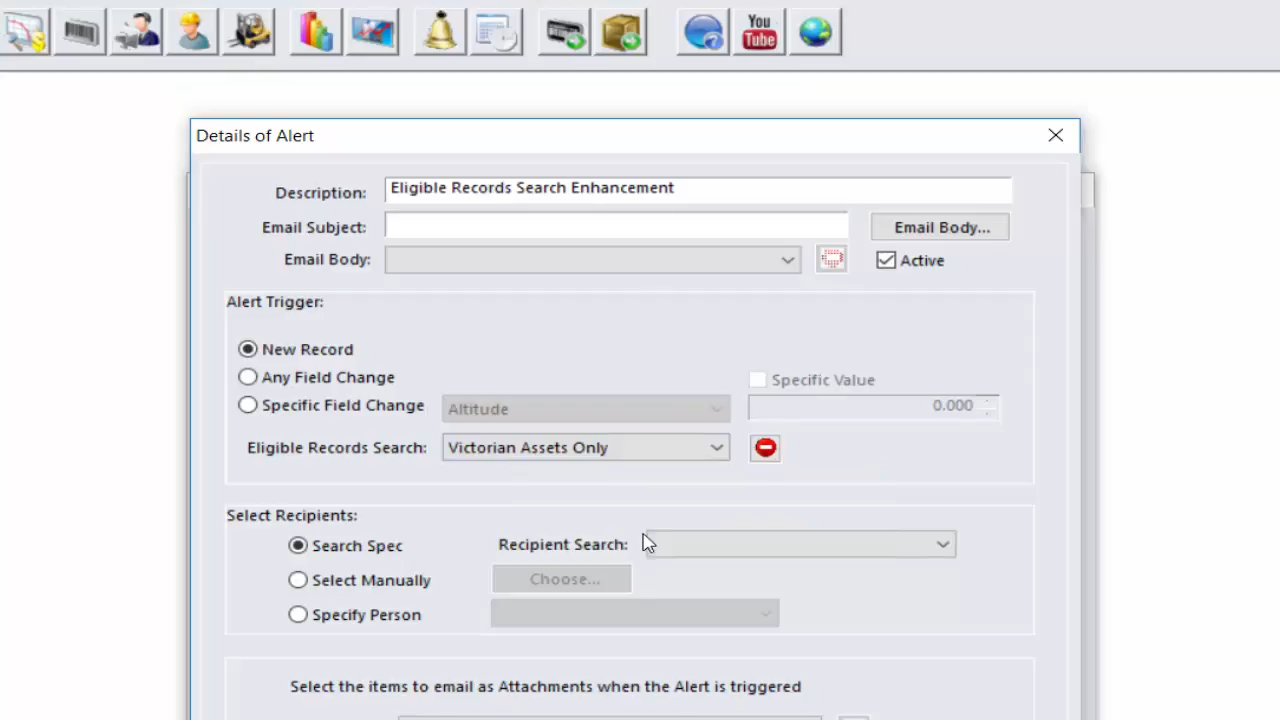 You
Tube
Details of Alert
Description: Eligible Records Search Enhancement
Email Subject: Email Body...
Email Body: Active
Alert Trigger:
New Record
Any Field Change Specific Value
Specific Field Change Altitude 0.000
Eligible Records Search: Victorian Assets Only
Select Recipients:
Search Spec Recipient Search:
Select Manually Choose...
Specify Person
Select the items to email as Attachments when the Alert is triggered